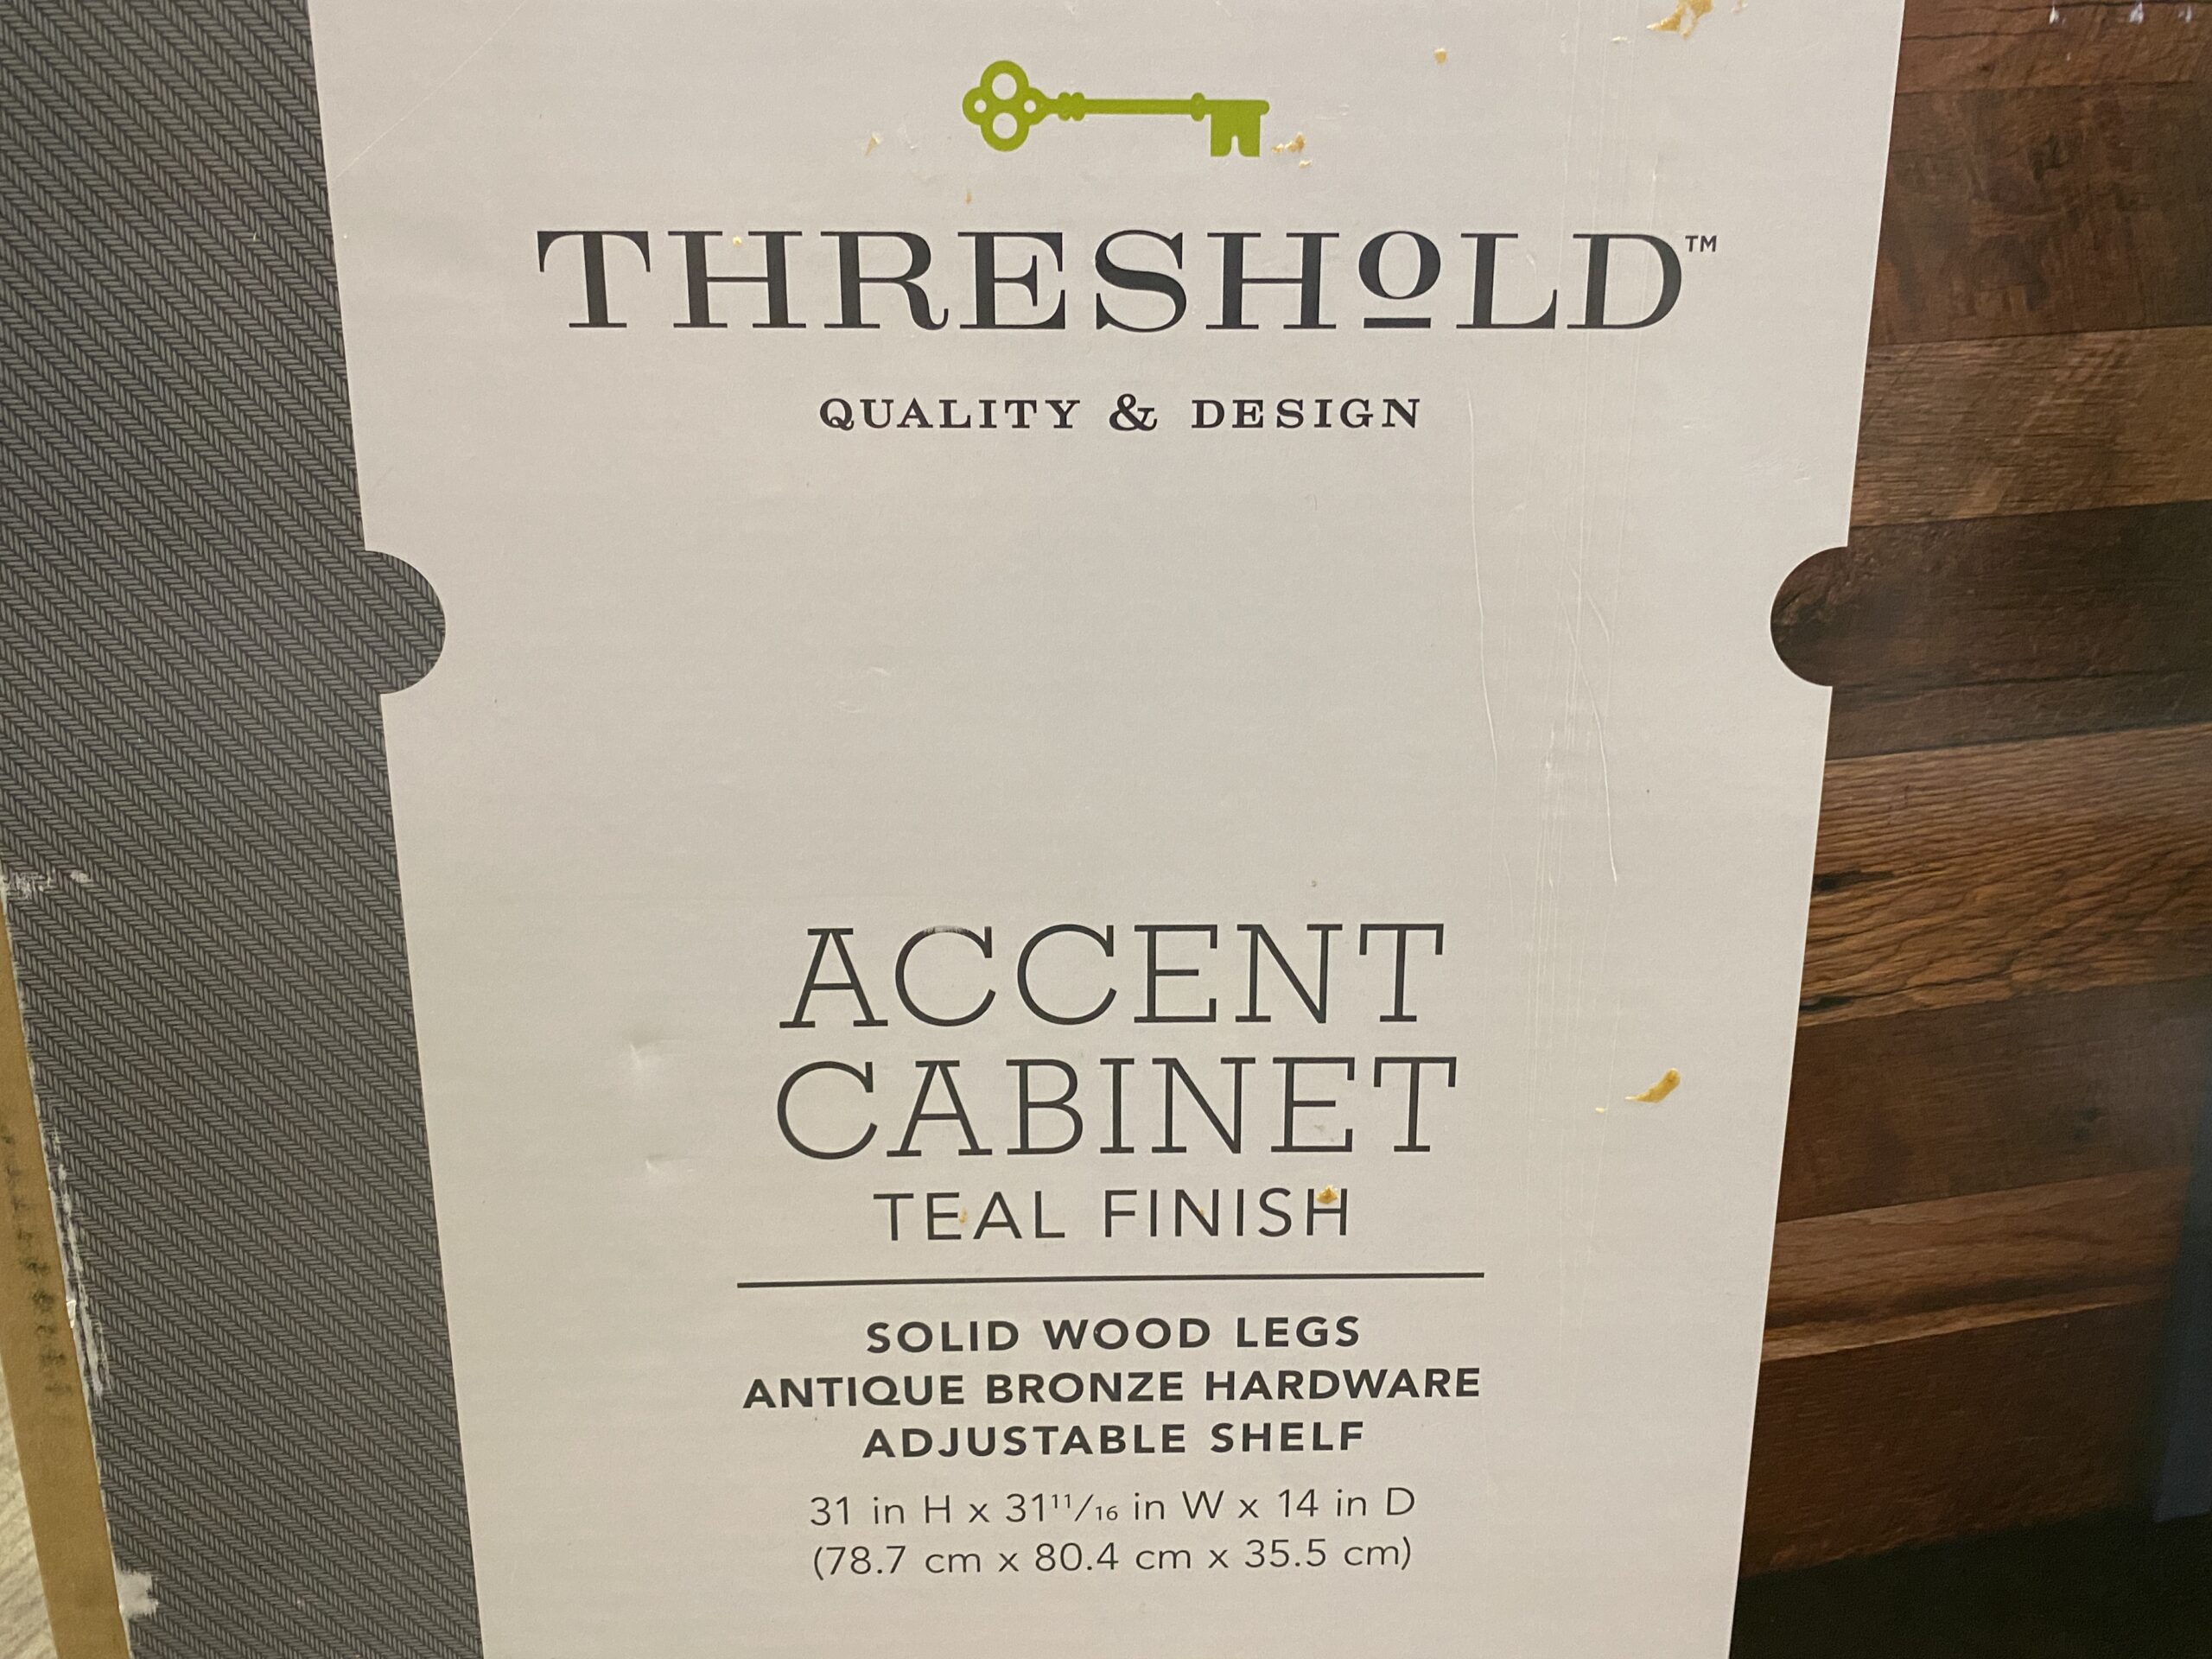 THRESHOLD™
QUALITY & DESIGN
ACCENT
CABINET
TEAL FINISH
SOLID WOOD LEGS
ANTIQUE BRONZE HARDWARE
ADJUSTABLE SHELF
31 in H x 31 11/16 in W x 14 in D
(78.7 cm x 80.4 cm x 35.5 cm)